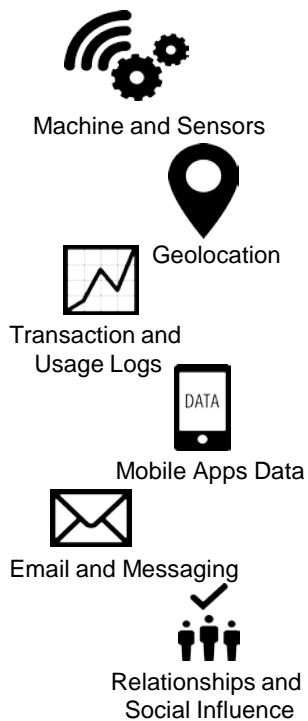 Machine and Sensors
Geolocation
Transaction and
Usage Logs
DATA
Mobile Apps Data
Email and Messaging
Relationships and
Social Influence